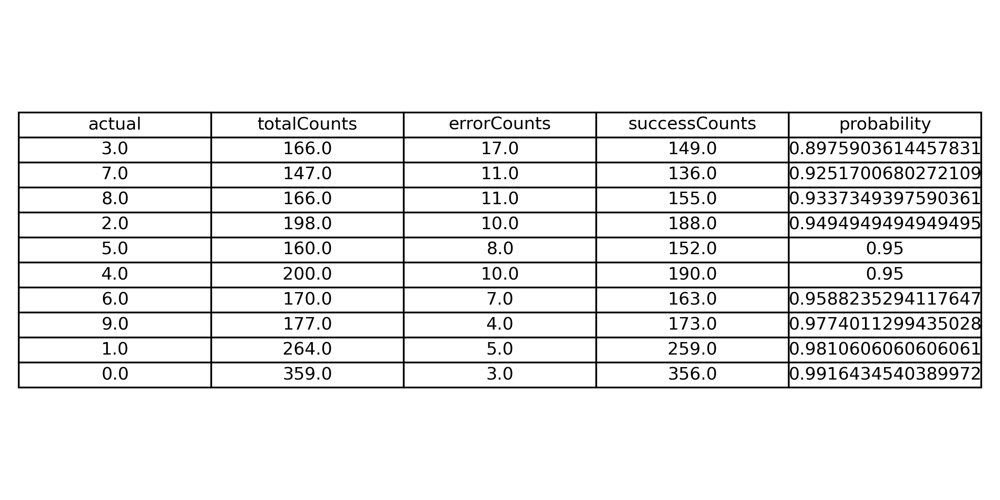 actual totalCounts errorCounts successCounts probability
3.0 166.0 17.0 149.0 0.8975903614457831
7.0 147.0 11.0 136.0 0.9251700680272109
8.0 166.0 11.0 155.0 0.9337349397590361
2.0 198.0 10.0 188.0 0.9494949494949495
5.0 160.0 8.0 152.0 0.95
4.0 200.0 10.0 190.0 0.95
6.0 170.0 7.0 163.0 0.9588235294117647
9.0 177.0 4.0 173.0 0.9774011299435028
1.0 264.0 5.0 259.0 0.9810606060606061
0.0 359.0 3.0 356.0 0.9916434540389972